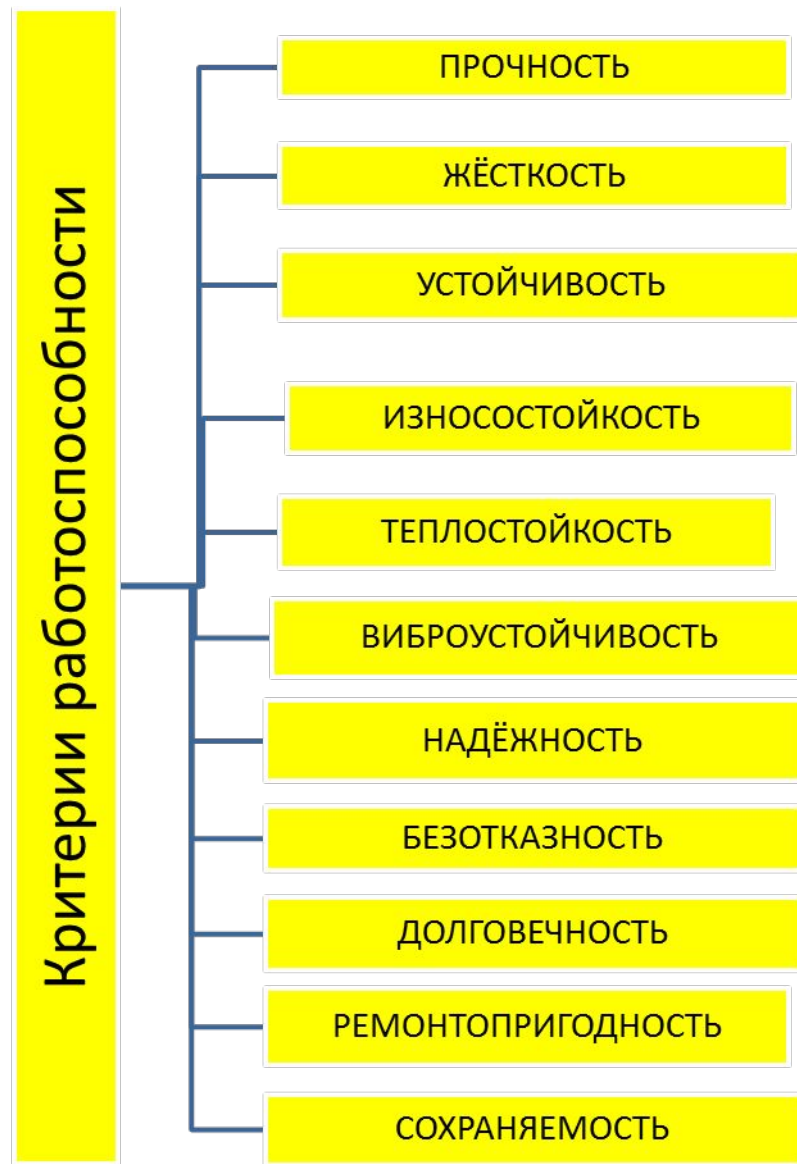 Критерии работоспособности
ПРОЧНОСТЬ
ЖЁСТКОСТЬ
УСТОЙЧИВОСТЬ
ИЗНОСОСТОЙКОСТЬ
ТЕПЛОСТОЙКОСТЬ
ВИБРОУСТОЙЧИВОСТЬ
НАДЁЖНОСТЬ
БЕЗОТКАЗНОСТЬ
ДОЛГОВЕЧНОСТЬ
РЕМОНТОПРИГОДНОСТЬ
СОХРАНЯЕМОСТЬ